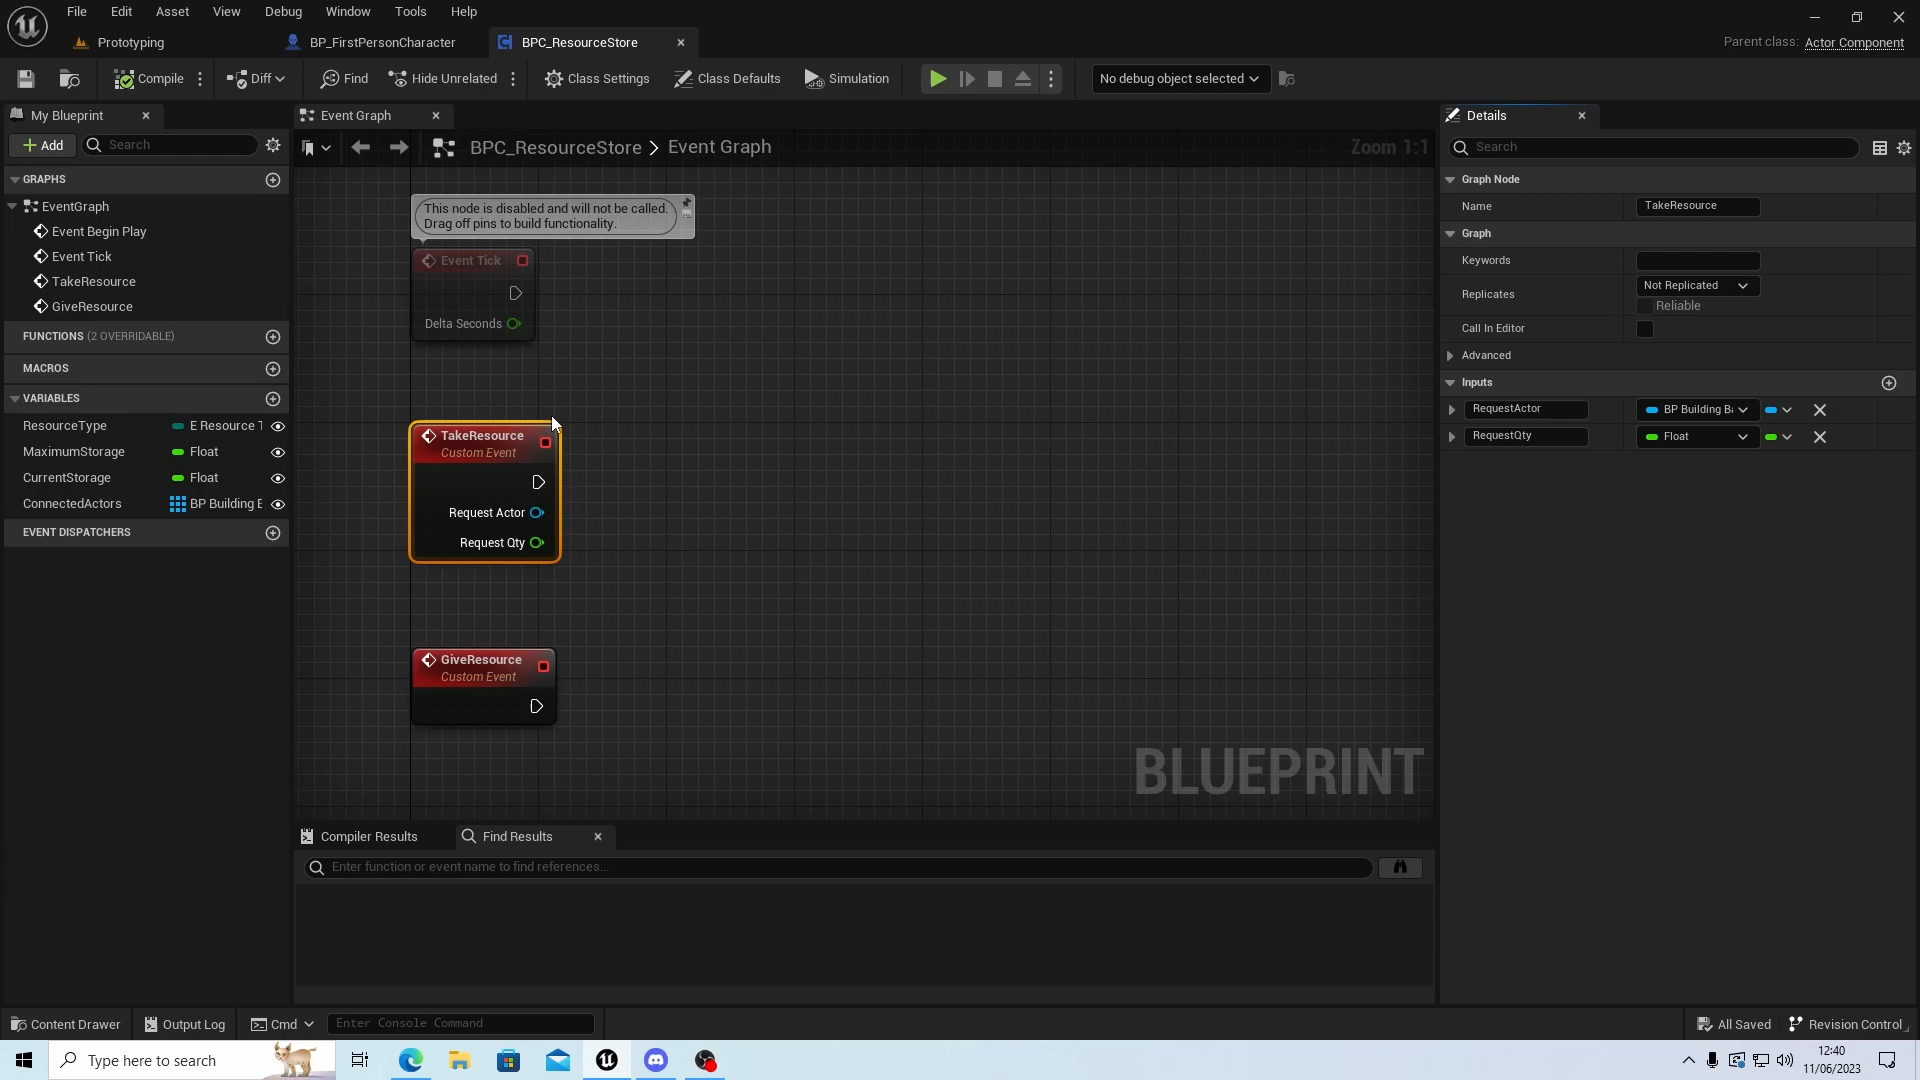 File Edit Asset View Debug Window Tools Help
Prototyping
BP_FirstPersonCharacter
BPC_ResourceStore
Parent class: Actor Component
Compile
Diff
Find
Hide Unrelated
Class Settings
Class Defaults
Simulation
No debug object selected
My Blueprint
Event Graph
Details
Add
Search
BPC_ResourceStore > Event Graph
Zoom 1:1
Search
GRAPHS
EventGraph
Event Begin Play
Event Tick
TakeResource
GiveResource
FUNCTIONS (2 OVERRIDABLE)
MACROS
VARIABLES
ResourceType E Resource T
MaximumStorage Float
CurrentStorage Float
ConnectedActors BP Building B
EVENT DISPATCHERS
This node is disabled and will not be called.
Drag off pins to build functionality.
Event Tick
Delta Seconds
TakeResource
Custom Event
Request Actor
Request Qty
GiveResource
Custom Event
BLUEPRINT
Graph Node
Name TakeResource
Graph
Keywords
Replicates Not Replicated
Reliable
Call In Editor
Advanced
Inputs
RequestActor BP Building Ba
RequestQty Float
Compiler Results
Find Results
Enter function or event name to find references...
Content Drawer
Output Log
Cmd
Enter Console Command
All Saved
Revision Control
Type here to search
12:40
11/06/2023